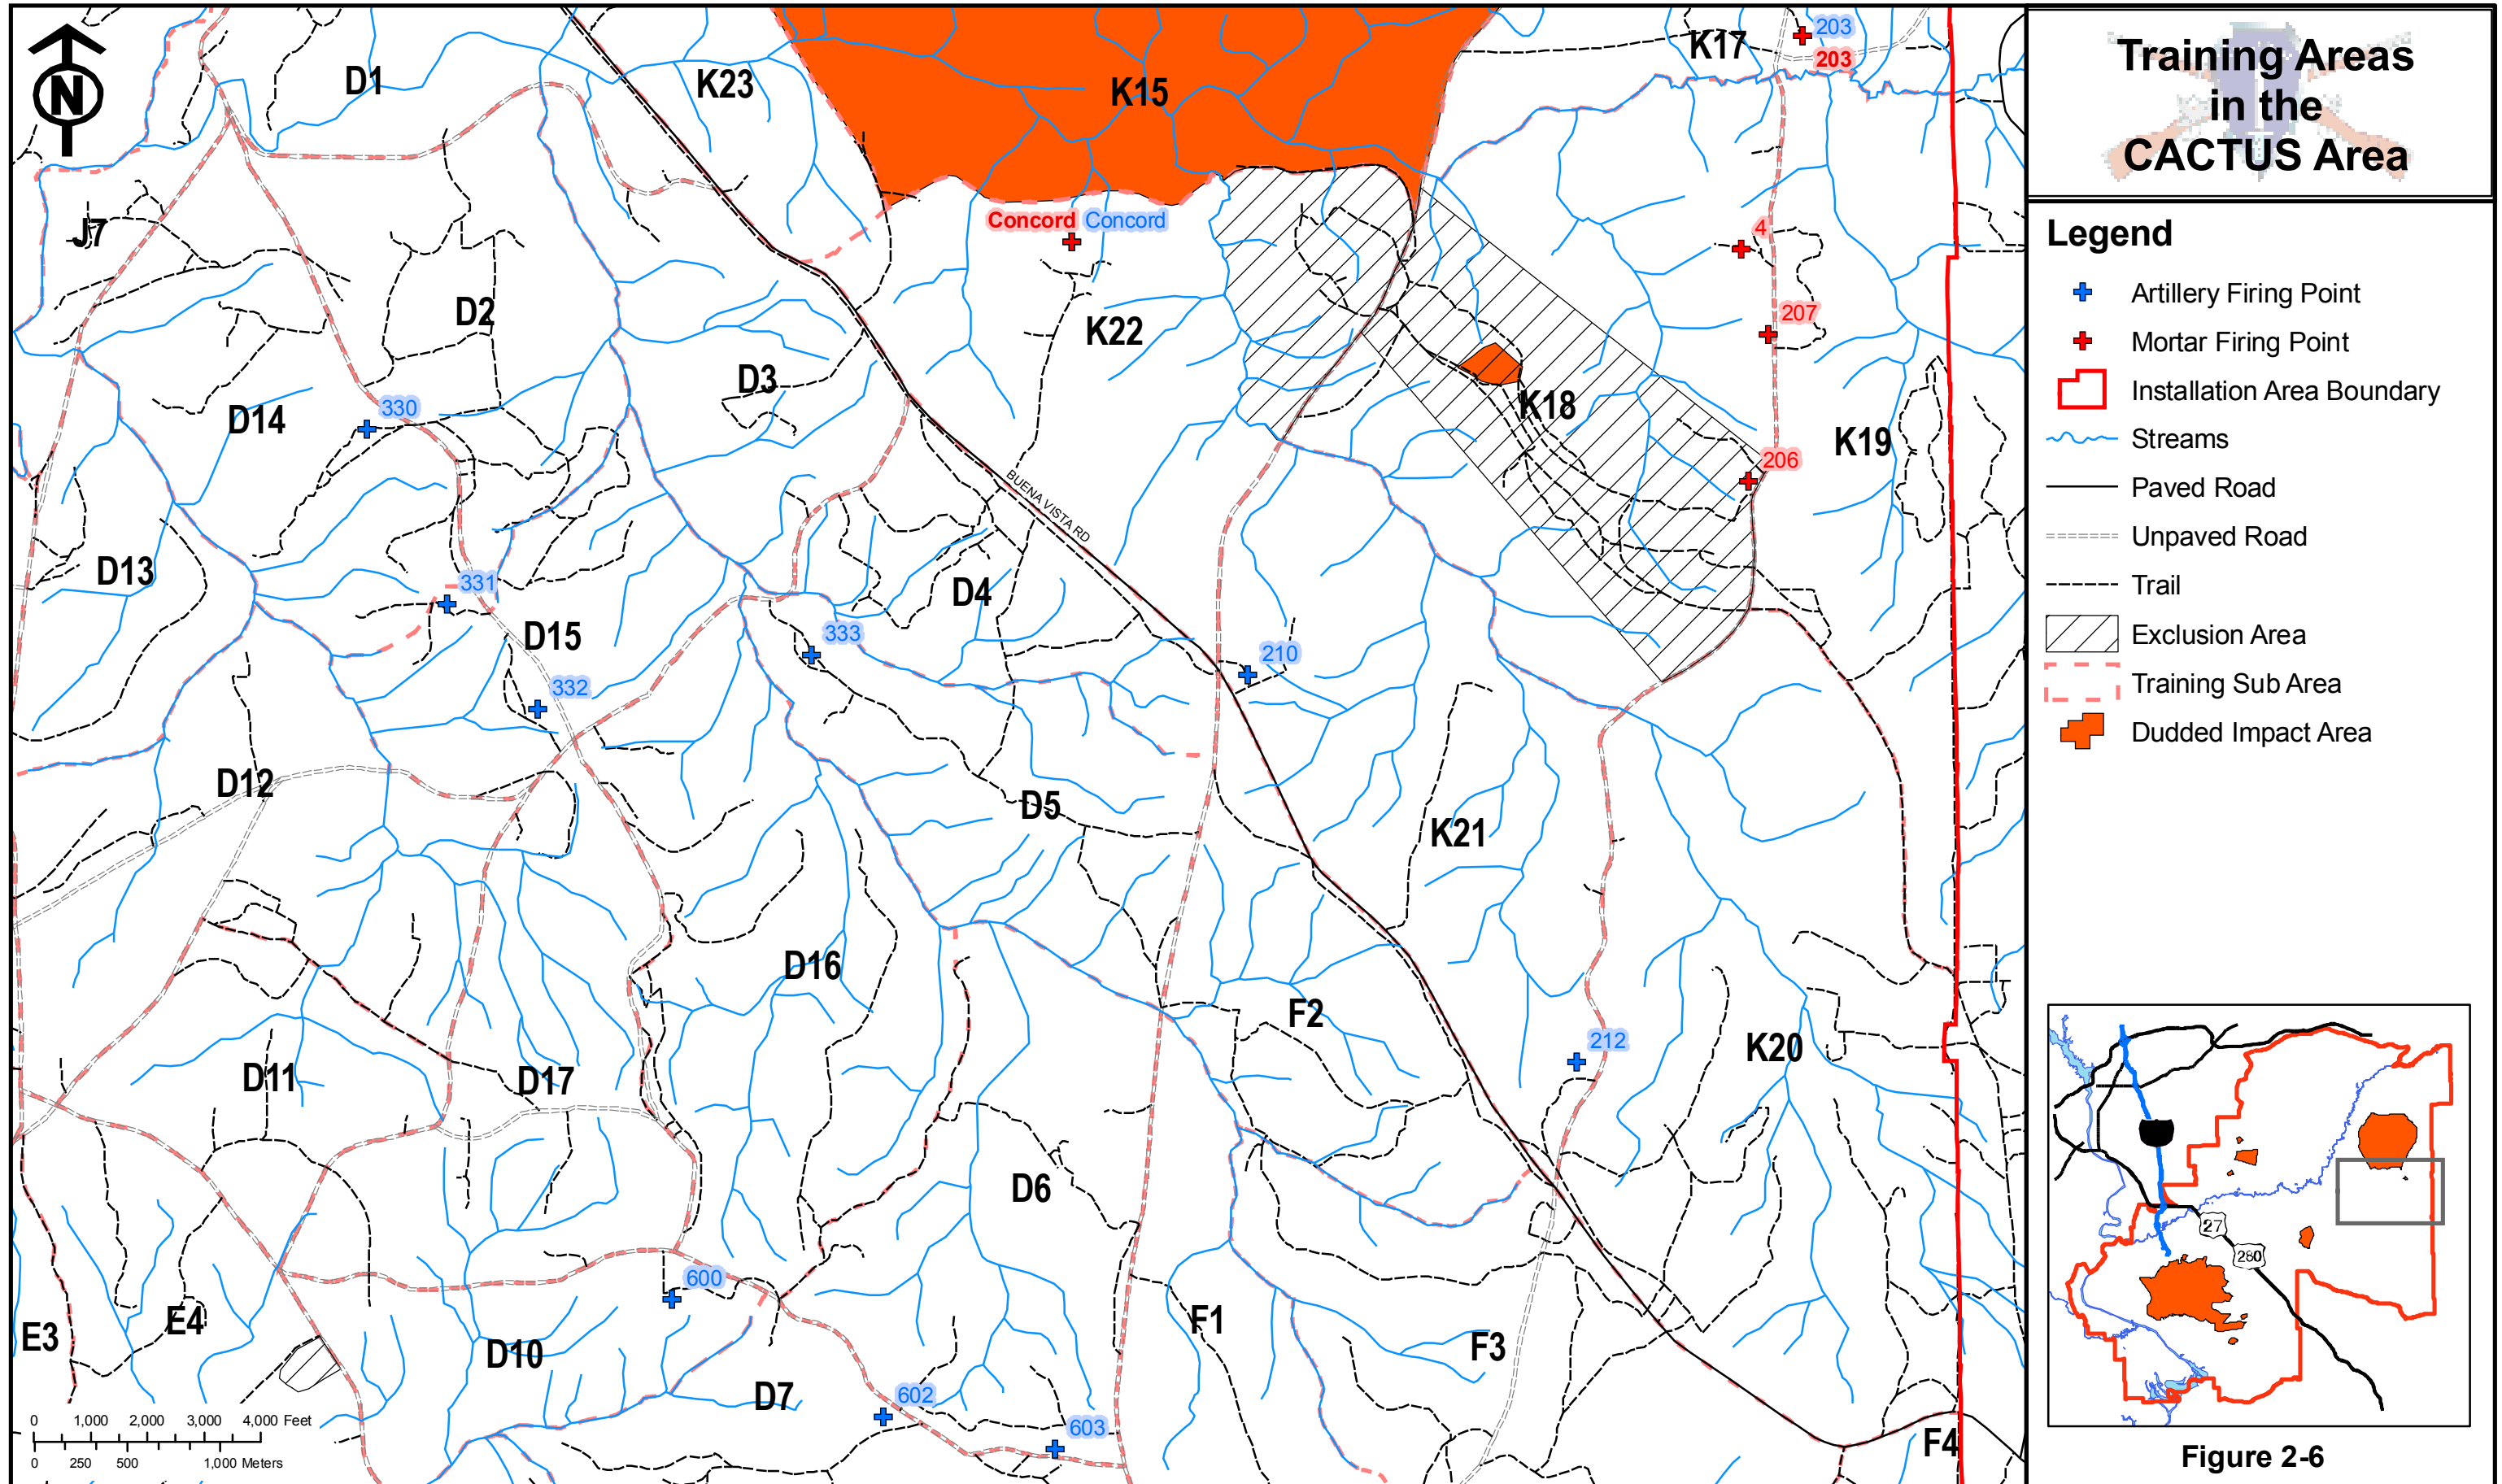 Training Areas
in the
CACTUS Area
Legend
Artillery Firing Point
Mortar Firing Point
Installation Area Boundary
Streams
Paved Road
Unpaved Road
Trail
Exclusion Area
Training Sub Area
Dudded Impact Area
27
280
Figure 2-6
N
D1
K23
K15
K17
203
203
J7
Concord Concord
4
D2
207
K22
D3
D14
330
K18
K19
206
BUENA VISTA RD
D13
331
D4
D15
333
210
332
D12
D5
K21
D16
F2
212
K20
D11
D17
D6
600
E3
E4
F1
F3
D10
D7
602
603
F4
0 1,000 2,000 3,000 4,000 Feet
0 250 500 1,000 Meters